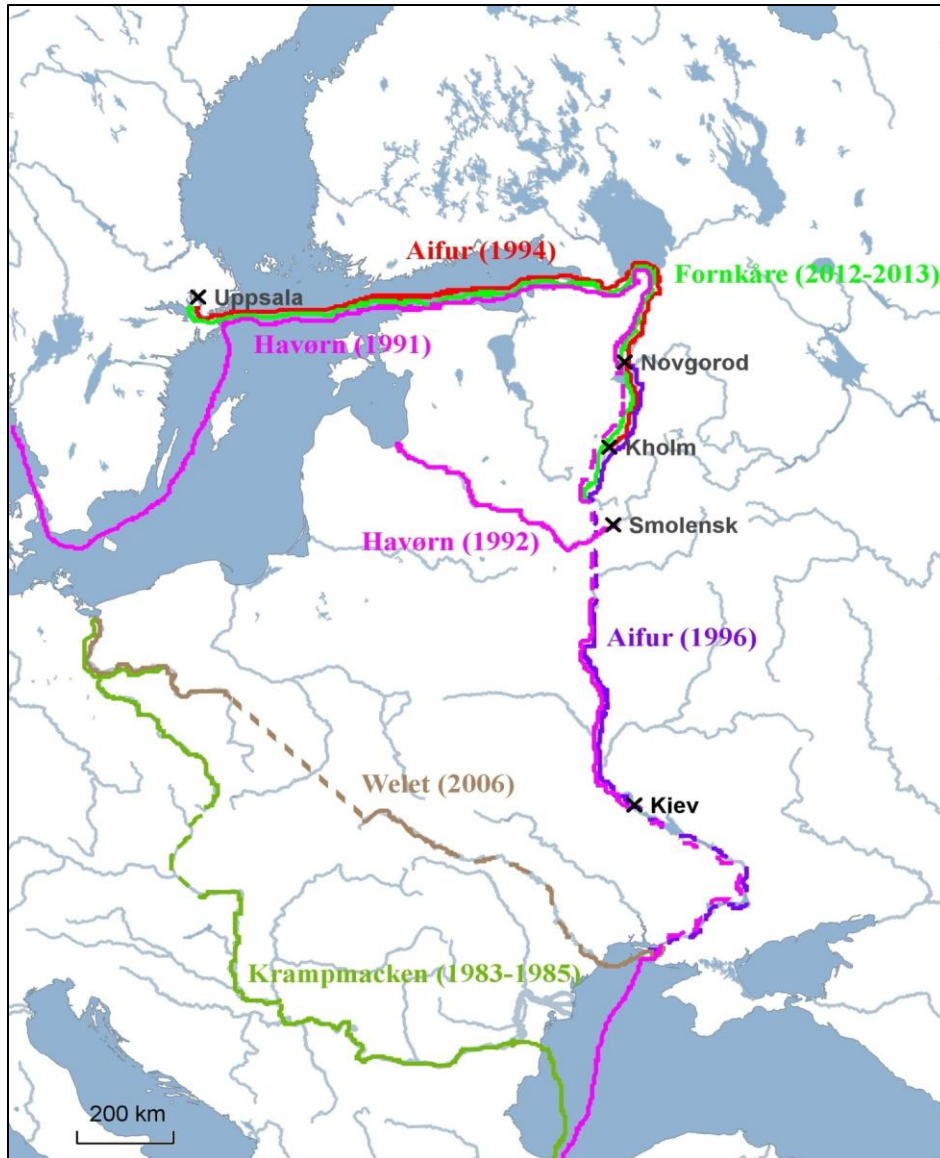 Aifur (1994)
Fornkåre (2012-2013)
Uppsala
Havørn (1991)
Novgorod
Kholm
Smolensk
Havørn (1992)
Aifur (1996)
Welet (2006)
Kiev
Krampmacken (1983-1985)
200 km